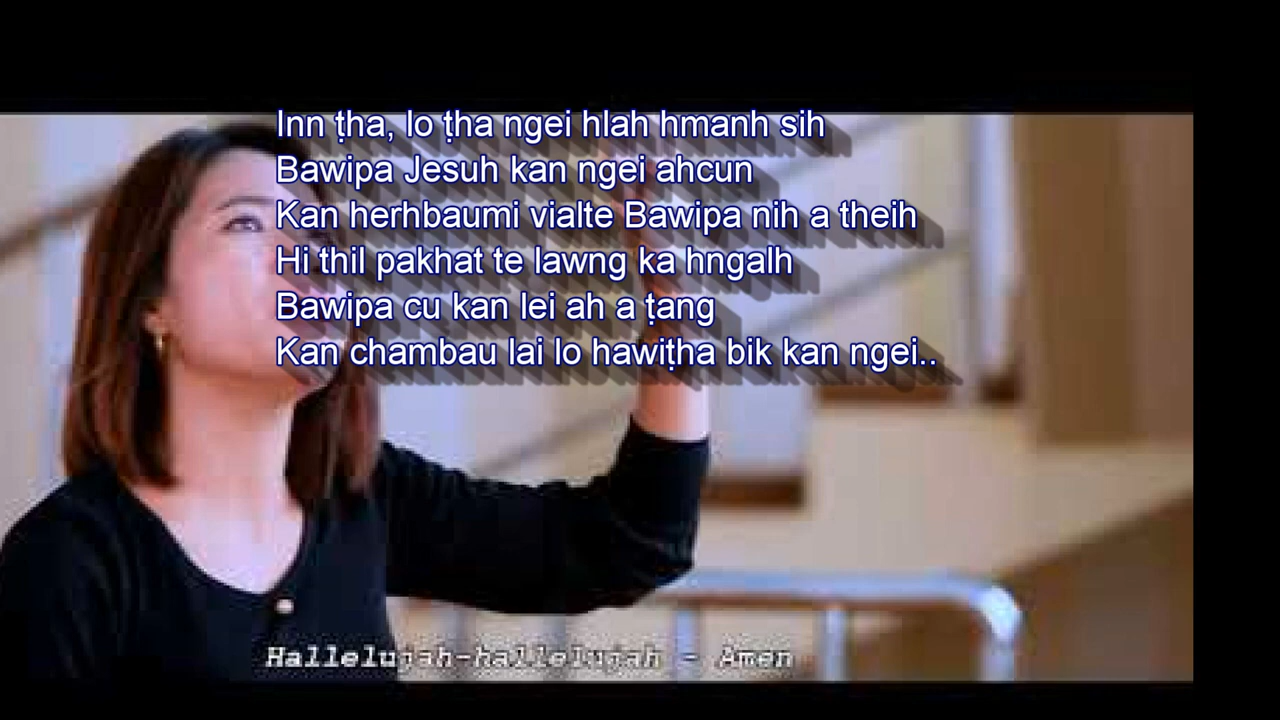 Inn ṭha, lo ṭha ngei hlah hmanh sih
Bawipa Jesuh kan ngei ahcun
Kan herhbaumi vialte Bawipa nih a theih
Hi thil pakhat te lawng ka hngalh
Bawipa cu kan lei ah a ṭang
Kan chambau lai lo hawiṭha bik kan ngei..
Hallelujah-hallelujah - Amen